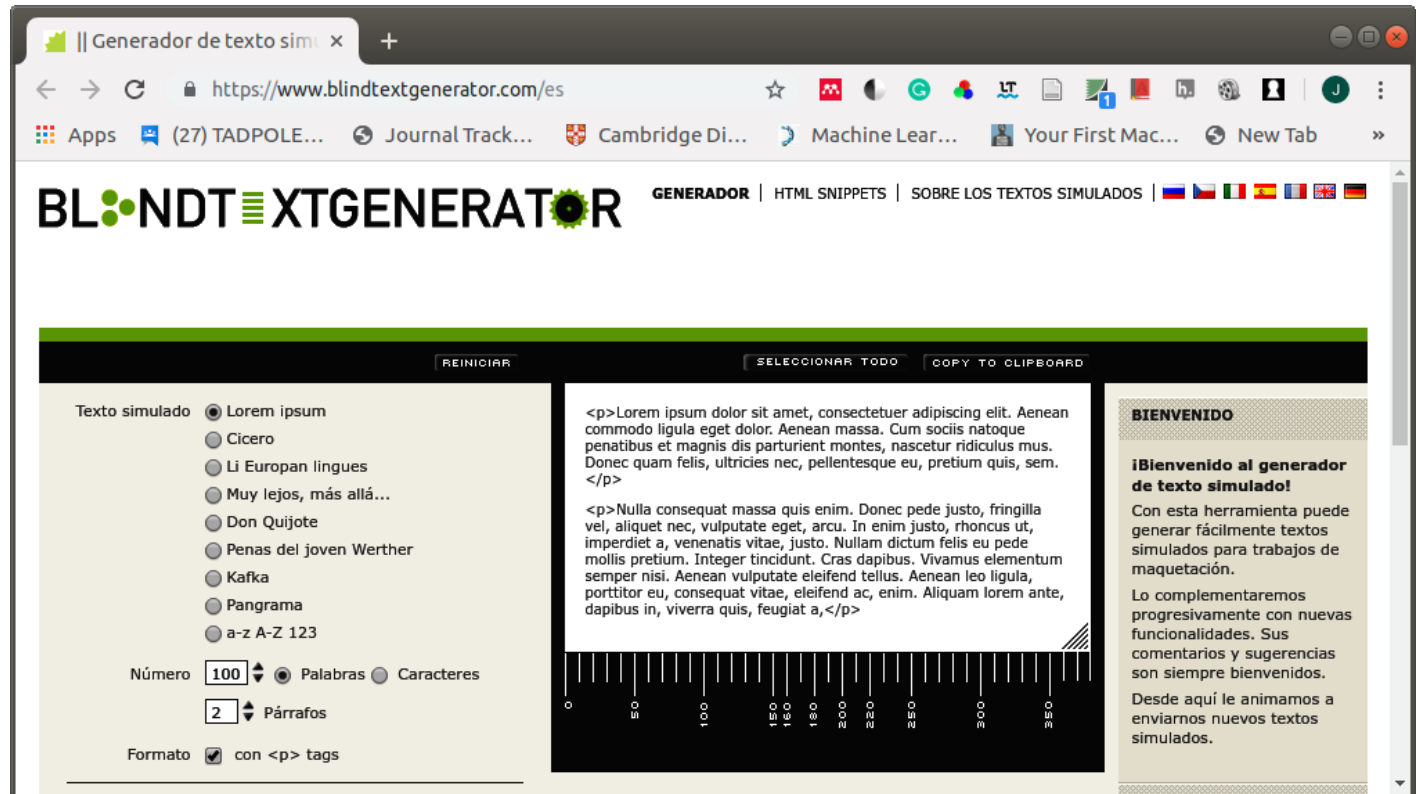 || Generador de texto sim
https://www.blindtextgenerator.com/es
1
h.
J
Apps
(27) TADPOLE...
Journal Track...
Cambridge Di...
Machine Lear...
Your First Mac...
New Tab
»
BLINDTEXTGENERATOR
GENERADOR | HTML SNIPPETS | SOBRE LOS TEXTOS SIMULADOS |
REINICIAR
SELECCIONAR TODO
COPY TO CLIPBOARD
Texto simulado
Lorem ipsum
Cicero
Li Europan lingues
Muy lejos, más allá...
Don Quijote
Penas del joven Werther
Kafka
Pangrama
a-z A-Z 123
Número 100 Palabras Caracteres
2 Párrafos
Formato con <p> tags
<p>Lorem ipsum dolor sit amet, consectetuer adipiscing elit. Aenean
commodo ligula eget dolor. Aenean massa. Cum sociis natoque
penatibus et magnis dis parturient montes, nascetur ridiculus mus.
Donec quam felis, ultricies nec, pellentesque eu, pretium quis, sem.
</p>
<p>Nulla consequat massa quis enim. Donec pede justo, fringilla
vel, aliquet nec, vulputate eget, arcu. In enim justo, rhoncus ut,
imperdiet a, venenatis vitae, justo. Nullam dictum felis eu pede
mollis pretium. Integer tincidunt. Cras dapibus. Vivamus elementum
semper nisi. Aenean vulputate eleifend tellus. Aenean leo ligula,
porttitor eu, consequat vitae, eleifend ac, enim. Aliquam lorem ante,
dapibus in, viverra quis, feugiat a,</p>
0 50 100 150 160 180 200 220 250 300 350
BIENVENIDO
¡Bienvenido al generador
de texto simulado!
Con esta herramienta puede
generar fácilmente textos
simulados para trabajos de
maquetación.
Lo complementaremos
progresivamente con nuevas
funcionalidades. Sus
comentarios y sugerencias
son siempre bienvenidos.
Desde aquí le animamos a
enviarnos nuevos textos
simulados.